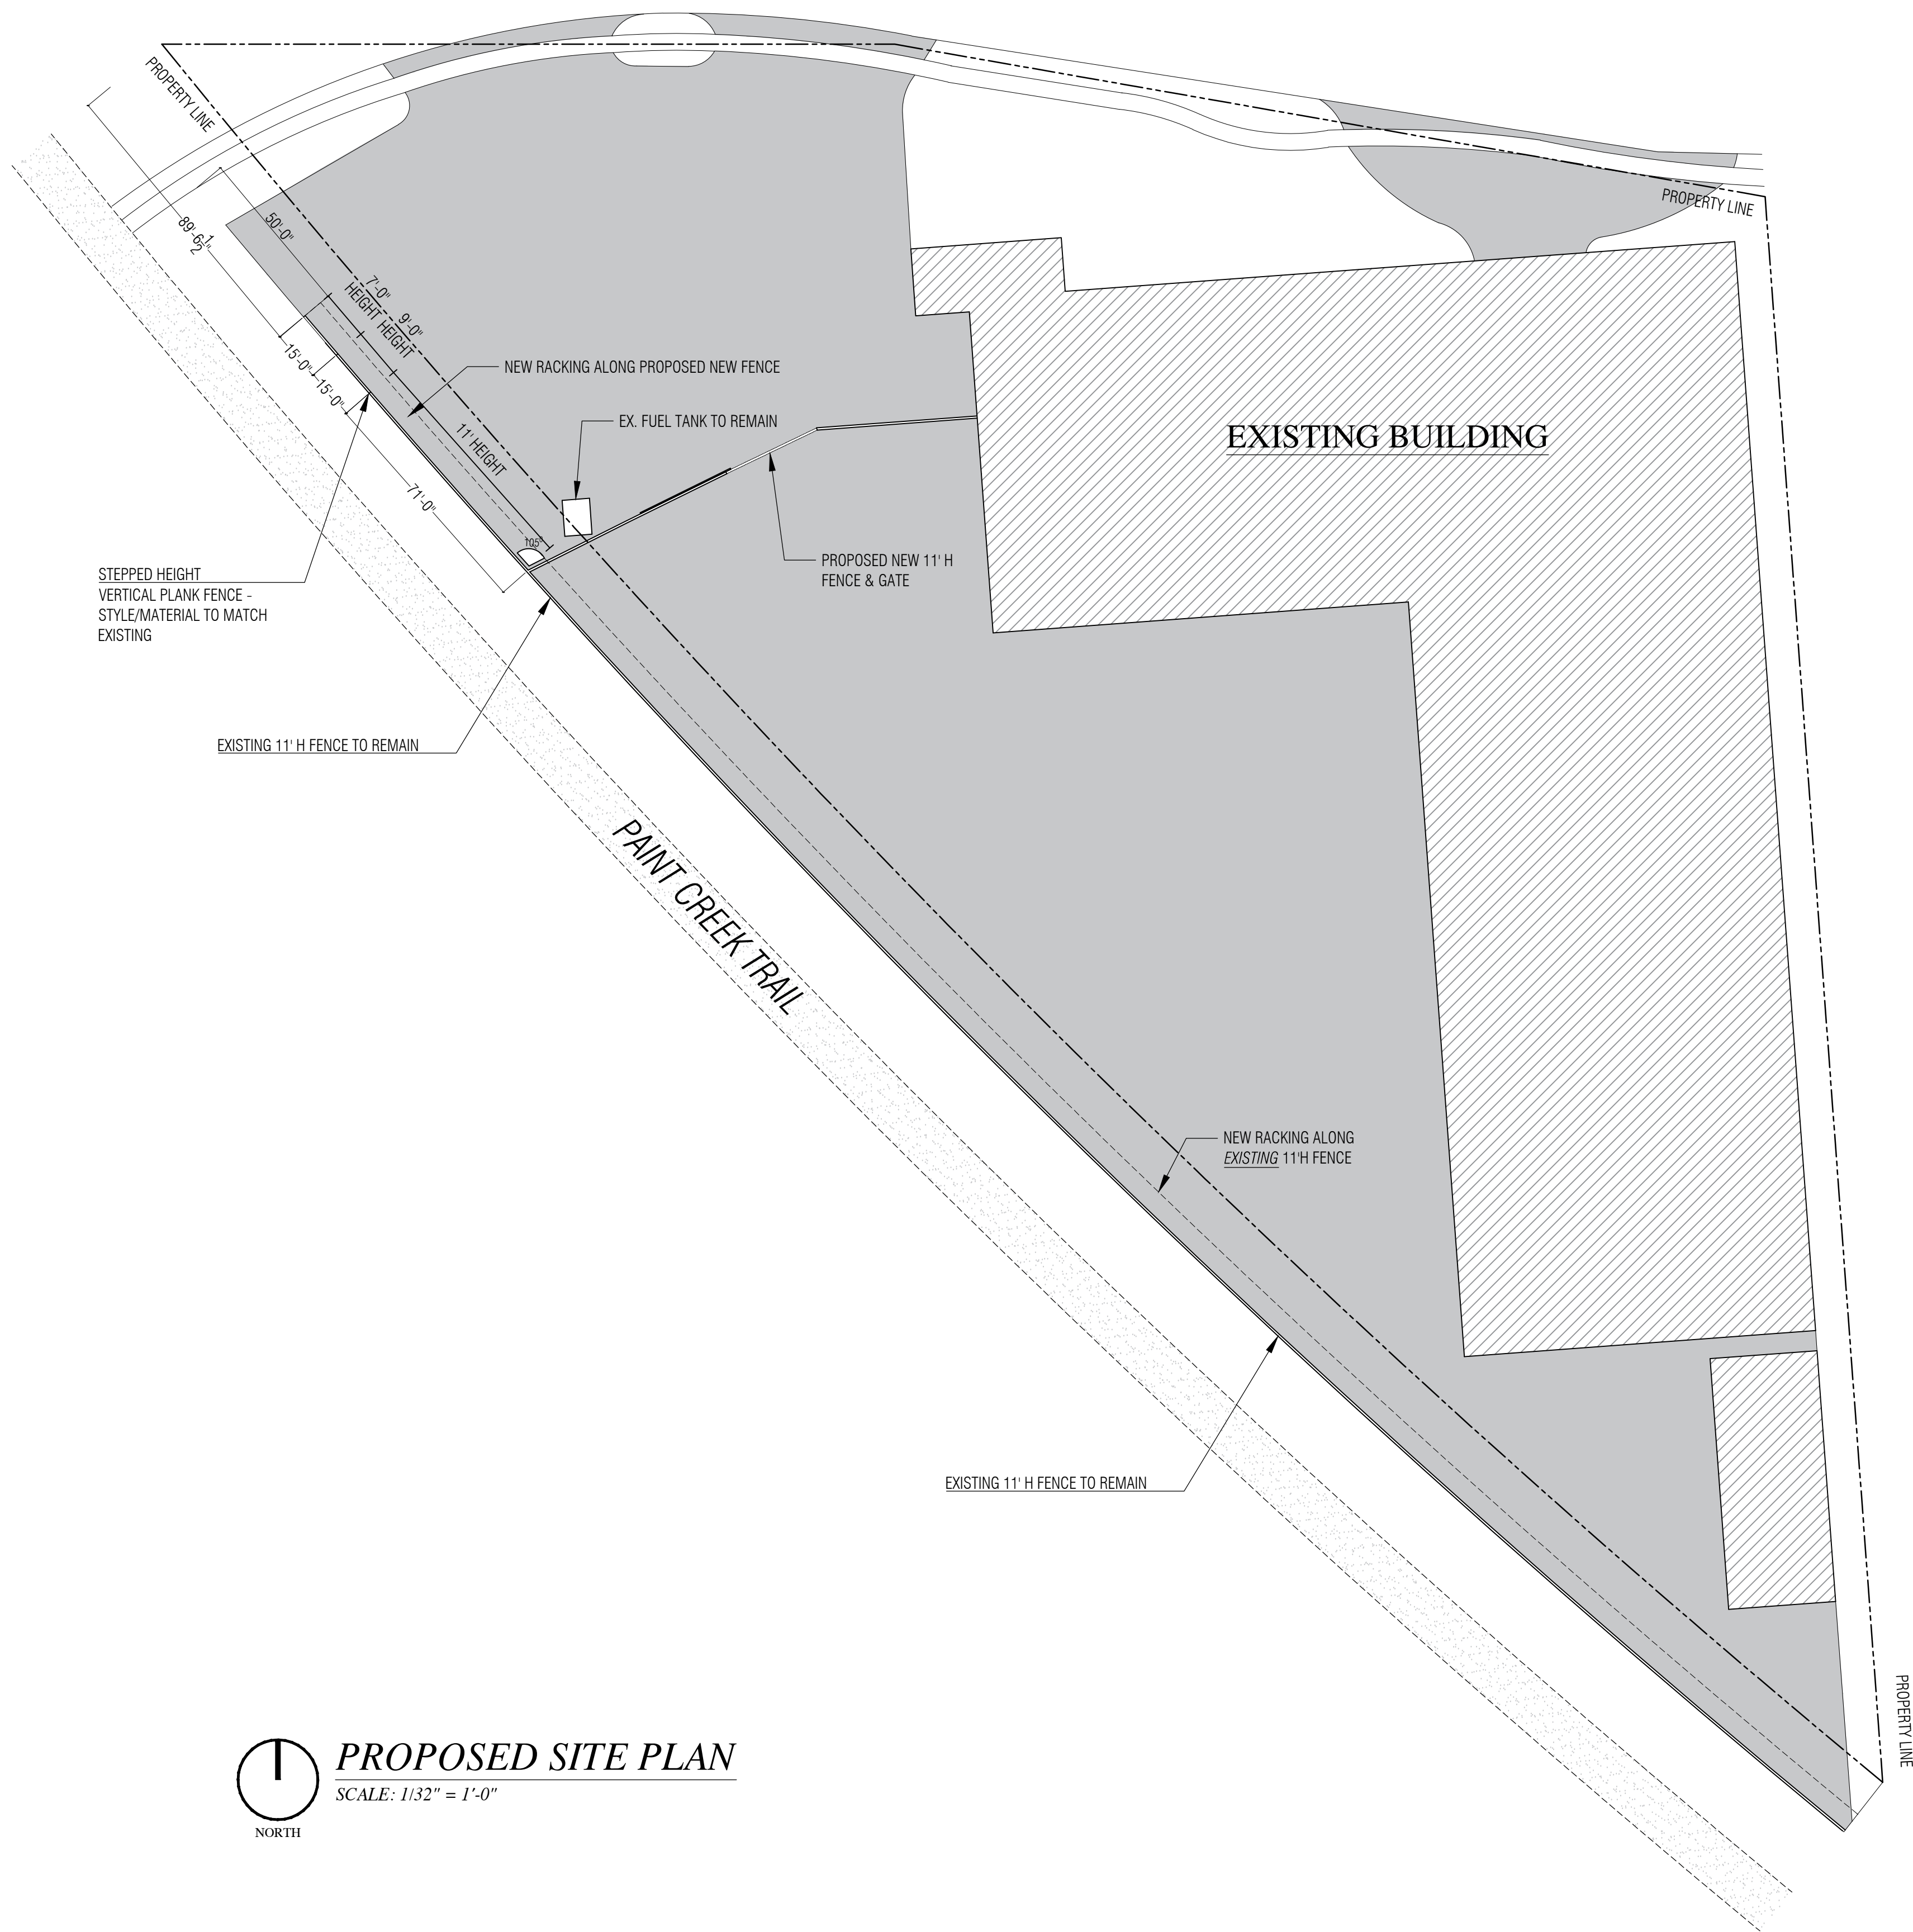 PROPERTY LINE
PROPERTY LINE
89'-6 1/2"
50'-0"
7'-0"
HEIGHT
9'-0"
HEIGHT
15'-0"
15'-0"
11' HEIGHT
71'-0"
NEW RACKING ALONG PROPOSED NEW FENCE
EX. FUEL TANK TO REMAIN
EXISTING BUILDING
105°
PROPOSED NEW 11' H
FENCE & GATE
STEPPED HEIGHT
VERTICAL PLANK FENCE -
STYLE/MATERIAL TO MATCH
EXISTING
EXISTING 11' H FENCE TO REMAIN
PAINT CREEK TRAIL
NEW RACKING ALONG
EXISTING 11'H FENCE
EXISTING 11' H FENCE TO REMAIN
PROPERTY LINE
PROPOSED SITE PLAN
SCALE: 1/32" = 1'-0"
NORTH